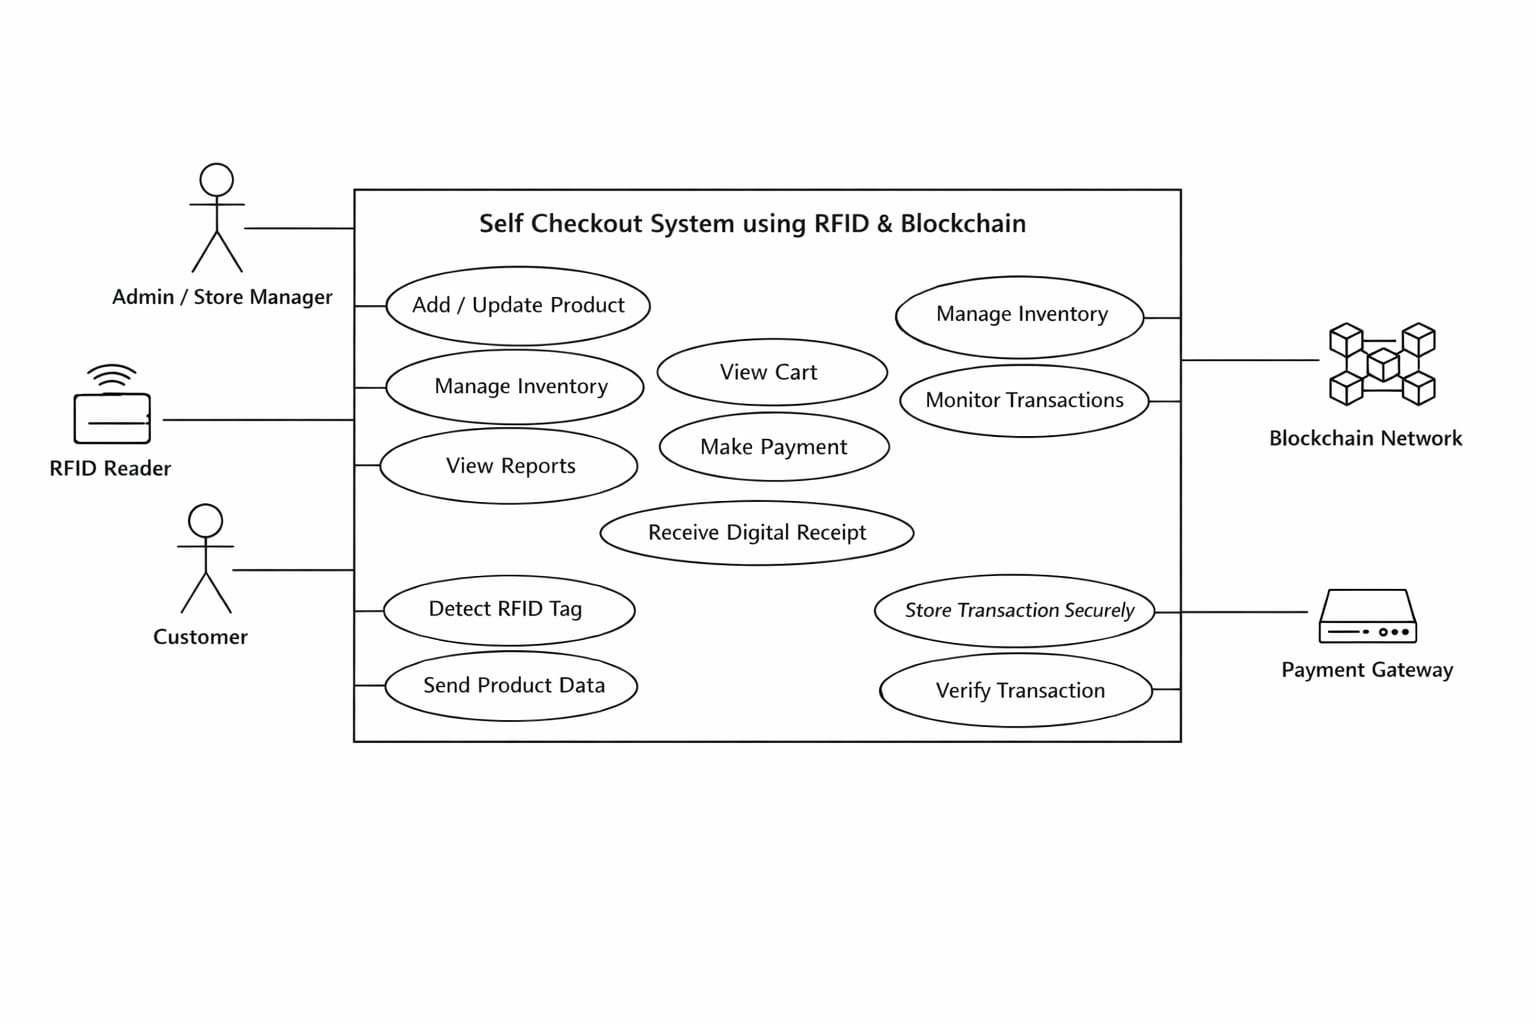 Self Checkout System using RFID & Blockchain
Admin / Store Manager
RFID Reader
Customer
Add / Update Product
Manage Inventory
View Reports
Detect RFID Tag
Send Product Data
View Cart
Make Payment
Receive Digital Receipt
Manage Inventory
Monitor Transactions
Store Transaction Securely
Verify Transaction
Blockchain Network
Payment Gateway